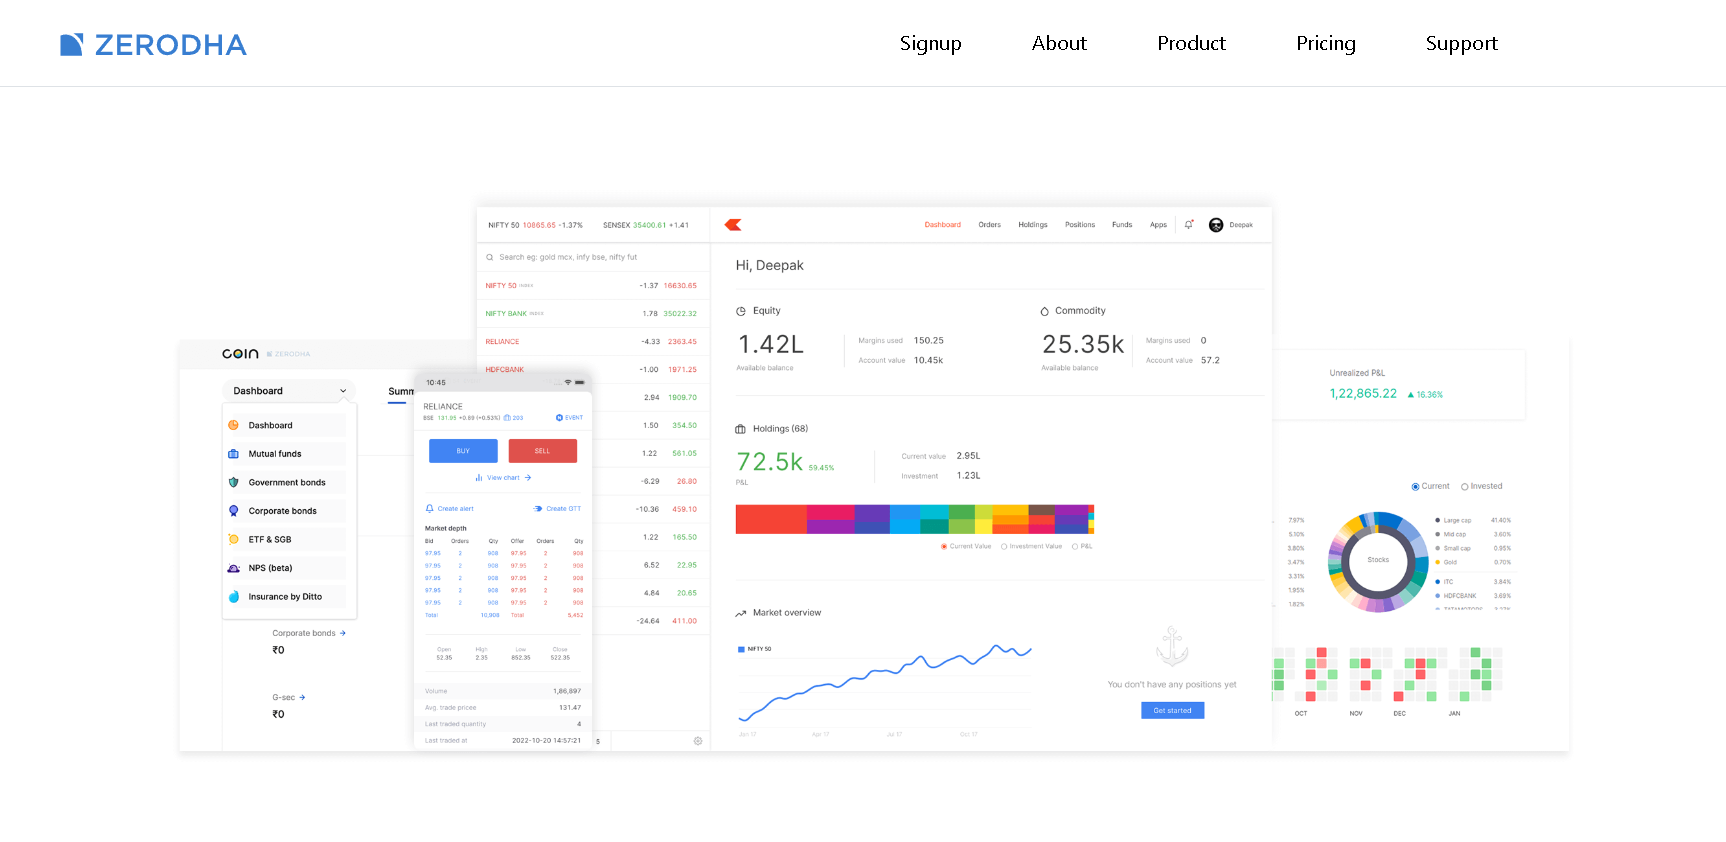 ZERODHA
Signup About Product Pricing Support
NIFTY 50 10865.65 -1.37% SENSEX 35400.61 +1.41
Dashboard Orders Holdings Positions Funds Apps Deepak
Search eg: gold mcx, infy bse, nifty fut
NIFTY 50 INDEX -1.37 16630.65
NIFTY BANK INDEX 1.78 35022.32
RELIANCE -4.33 2363.45
HDFCBANK -1.00 1971.25
2.94 1909.70
1.50 354.50
1.22 561.05
-6.29 26.80
-10.36 459.10
1.22 165.50
6.52 22.95
4.84 20.65
-24.64 411.00
5
Hi, Deepak
Equity
1.42L
Available balance
Margins used 150.25
Account value 10.45k
Commodity
25.35k
Available balance
Margins used 0
Account value 57.2
Holdings (68)
72.5k 59.45%
P&L
Current value 2.95L
Investment 1.23L
Current Value Investment Value P&L
Market overview
NIFTY 50
Jan 17 Apr 17 Jul 17 Oct 17
You don't have any positions yet
Get started
coin ZERODHA
Dashboard
Summ
Dashboard
Mutual funds
Government bonds
Corporate bonds
ETF & SGB
NPS (beta)
Insurance by Ditto
Corporate bonds
₹0
G-sec
₹0
10:45
RELIANCE
BSE 131.95 +0.69 (+0.53%) 203 EVENT
BUY SELL
View chart
Create alert Create GTT
Market depth
Bid Orders Qty Offer Orders Qty
97.95 2 908 97.95 2 908
97.95 2 908 97.95 2 908
97.95 2 908 97.95 2 908
97.95 2 908 97.95 2 908
97.95 2 908 97.95 2 908
Total 10,908 Total 5,452
Open High Low Close
52.35 2.35 852.35 522.35
Volume 1,86,897
Avg. trade prices 131.47
Last traded quantity 4
Last traded at 2022-10-20 14:57:21
Unrealized P&L
1,22,865.22 16.36%
Current Invested
7.97%
5.10%
3.80%
3.47%
3.31%
1.95%
1.82%
Stocks
Large cap 41.40%
Mid cap 3.60%
Small cap 0.95%
Gold 0.70%
ITC 3.84%
HDFCBANK 3.69%
OCT NOV DEC JAN